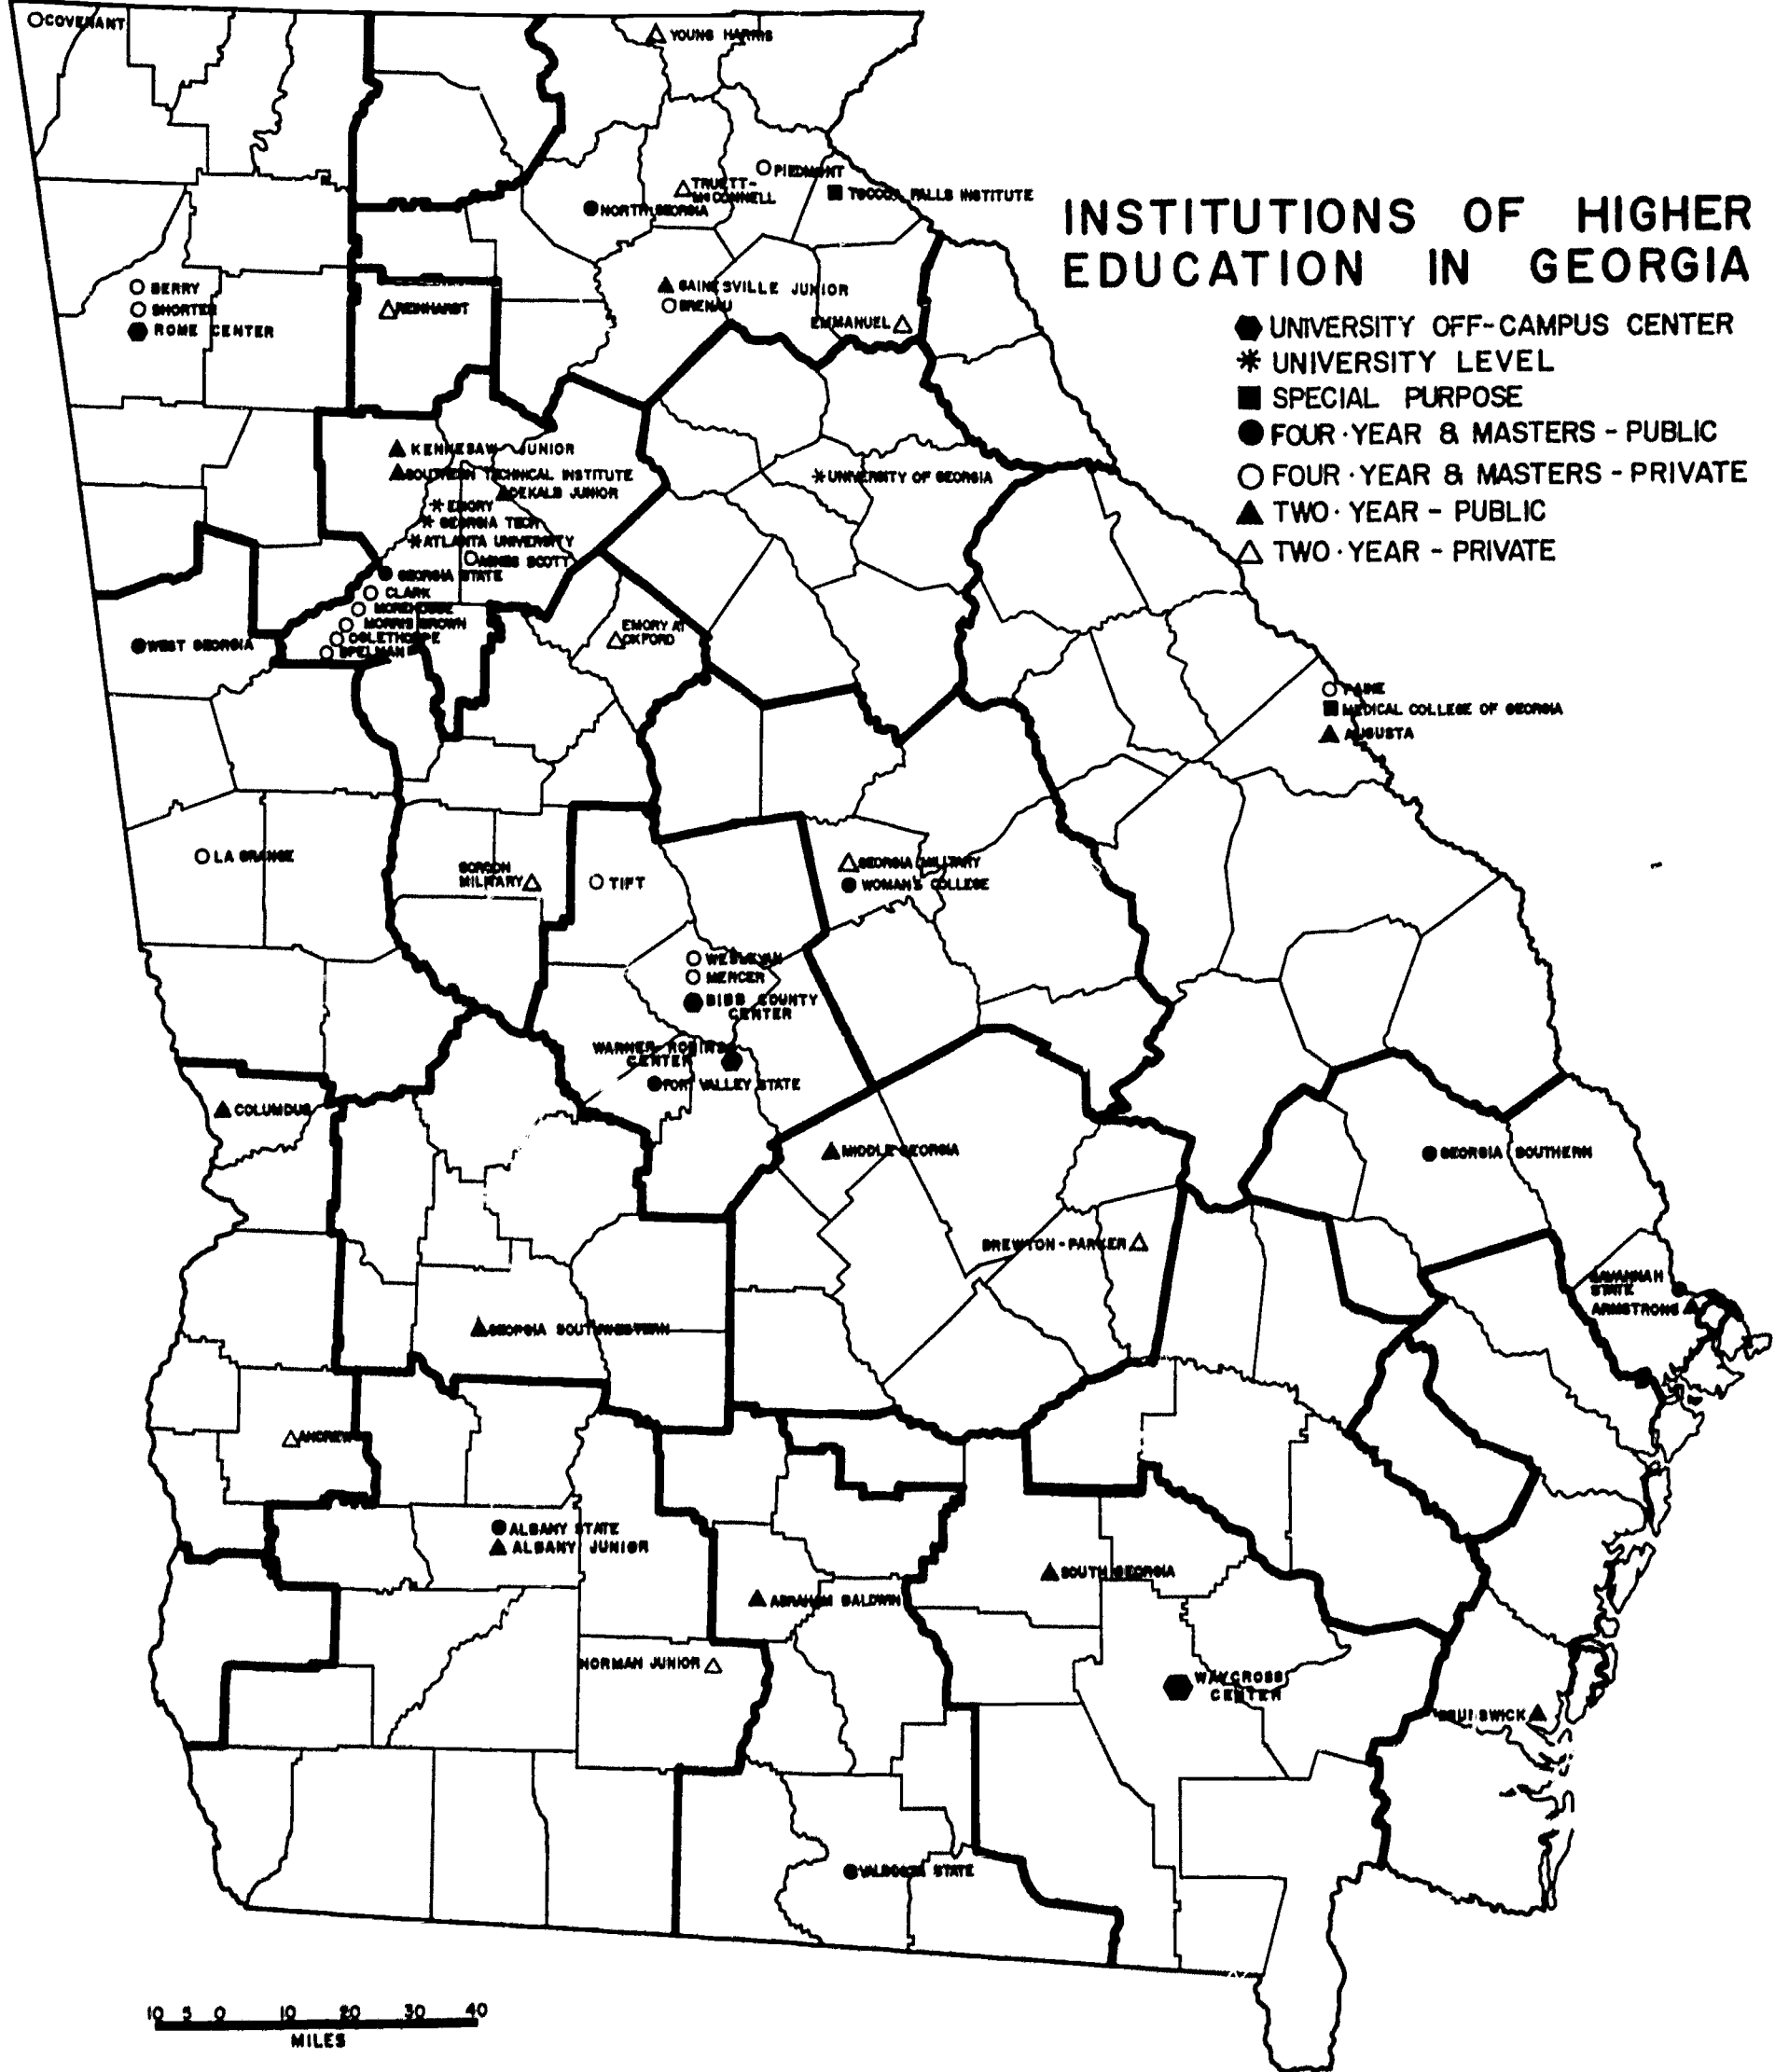 COVENANT
YOUNG HARRIS
PIEDMONT
TRUETT-
McCONNELL
TOCCOA FALLS INSTITUTE
NORTH GEORGIA
INSTITUTIONS OF HIGHER
EDUCATION IN GEORGIA
UNIVERSITY OFF-CAMPUS CENTER
UNIVERSITY LEVEL
SPECIAL PURPOSE
FOUR·YEAR & MASTERS - PUBLIC
FOUR·YEAR & MASTERS - PRIVATE
TWO·YEAR - PUBLIC
TWO·YEAR - PRIVATE
BERRY
SHORTER
ROME CENTER
REINHARDT
GAINESVILLE JUNIOR
BRENAU
EMMANUEL
KENNESAW JUNIOR
SOUTHERN TECHNICAL INSTITUTE
DEKALB JUNIOR
EMORY
GEORGIA TECH
ATLANTA UNIVERSITY
AGNES SCOTT
GEORGIA STATE
CLARK
MOREHOUSE
MORRIS BROWN
OGLETHORPE
SPELMAN
UNIVERSITY OF GEORGIA
WEST GEORGIA
EMORY AT
OXFORD
PAINE
MEDICAL COLLEGE OF GEORGIA
AUGUSTA
LA GRANGE
GORDON
MILITARY
TIFT
GEORGIA MILITARY
WOMAN'S COLLEGE
WESLEYAN
MERCER
BIBB COUNTY
CENTER
WARNER ROBINS
CENTER
FORT VALLEY STATE
COLUMBUS
MIDDLE GEORGIA
GEORGIA SOUTHERN
BREWTON-PARKER
SAVANNAH
STATE
ARMSTRONG
GEORGIA SOUTHWESTERN
ANDREW
ALBANY STATE
ALBANY JUNIOR
ABRAHAM BALDWIN
SOUTH GEORGIA
NORMAN JUNIOR
WAYCROSS
CENTER
BRUNSWICK
VALDOSTA STATE
10 5 0 10 20 30 40
MILES